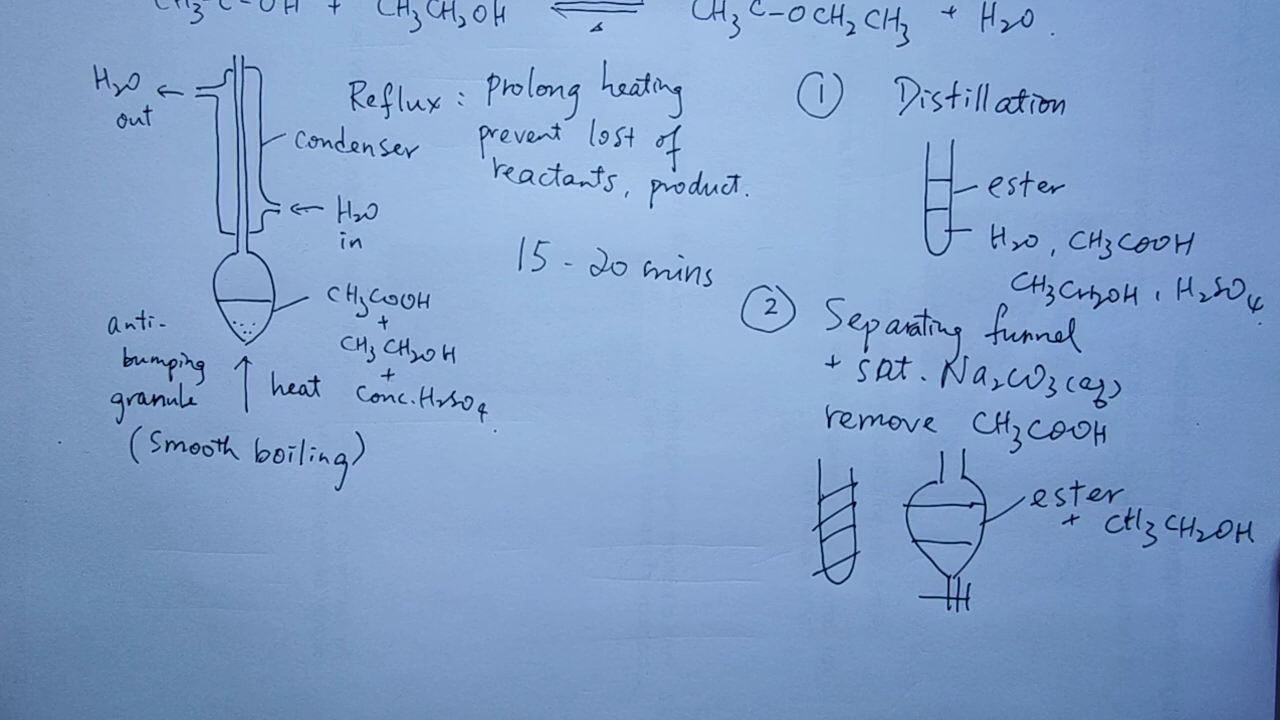 CH3-C-OH + CH3CH2OH ⇌ CH3C-OCH2CH3 + H2O.
Δ
H2O
out
condenser
H2O
in
Reflux: prolong heating
prevent lost of
reactants, product.
15 - 20 mins
CH3COOH
+
CH3CH2OH
+
conc. H2SO4.
anti-
bumping
granule
heat
(Smooth boiling)
① Distillation
ester
H2O, CH3COOH
CH3CH2OH, H2SO4.
② Separating funnel
+ sat. Na2CO3(aq)
remove CH3COOH
ester
+ CH3CH2OH